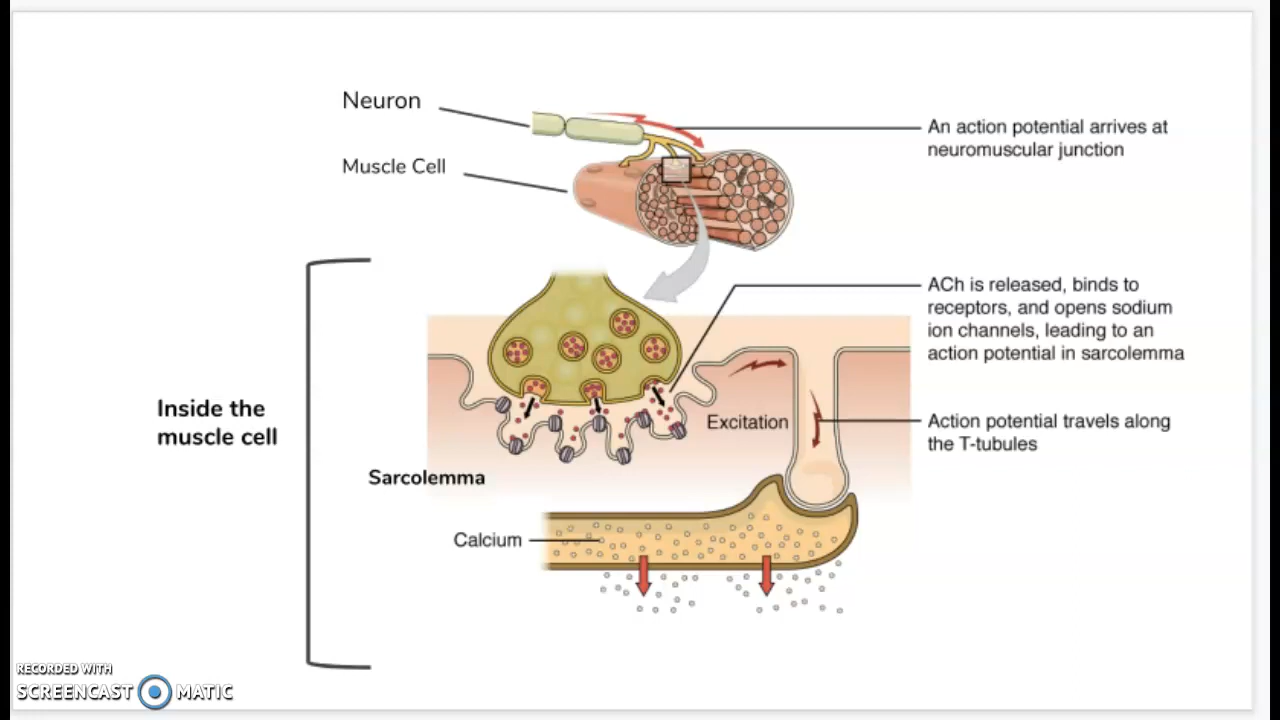 Neuron
An action potential arrives at
neuromuscular junction
Muscle Cell
ACh is released, binds to
receptors, and opens sodium
ion channels, leading to an
action potential in sarcolemma
Inside the
muscle cell
Excitation
Action potential travels along
the T-tubules
Sarcolemma
Calcium
RECORDED WITH
SCREENCAST MATIC